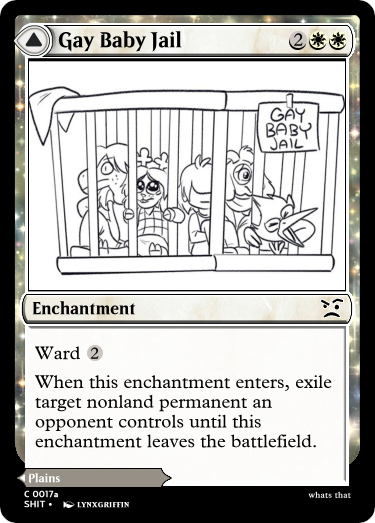 Gay Baby Jail 2
GAY
BABY
JAIL
Enchantment
Ward 2
When this enchantment enters, exile
target nonland permanent an
opponent controls until this
enchantment leaves the battlefield.
Plains
C 0017a
SHIT • LYNXGRIFFIN
whats that